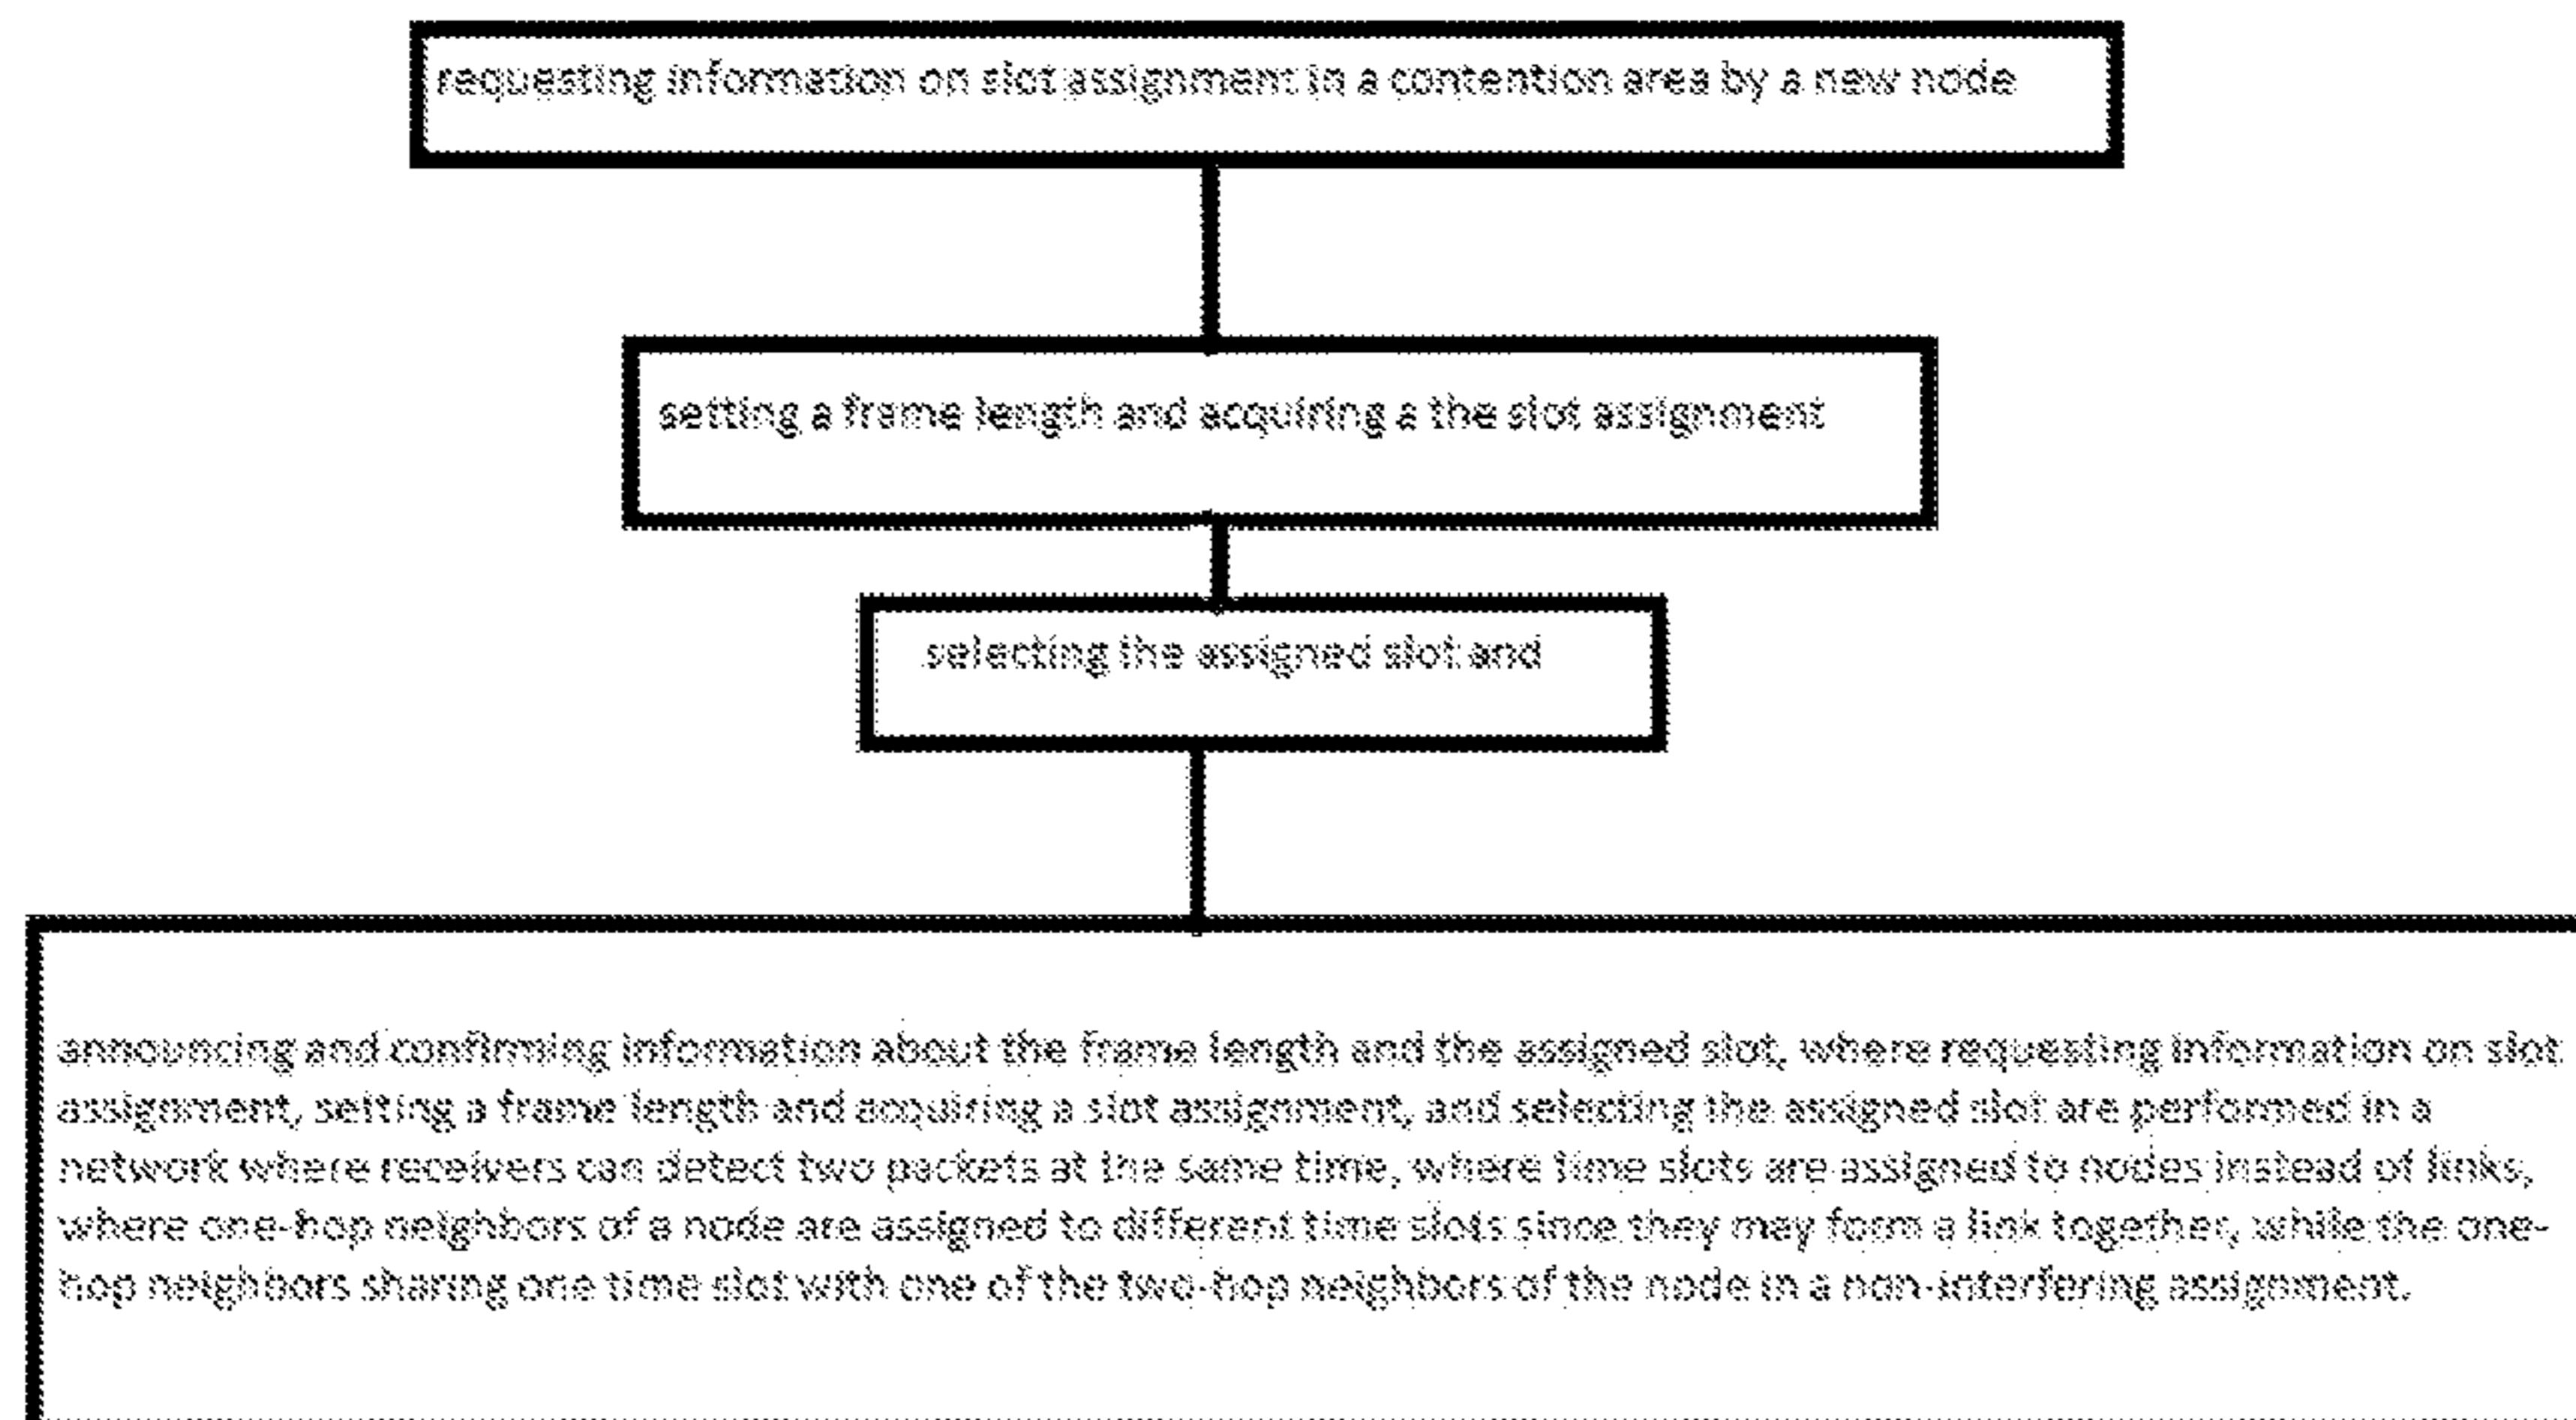 requesting information on slot assignment in a contention area by a new node
setting a frame length and acquiring a the slot assignment
selecting the assigned slot and
announcing and confirming information about the frame length and the assigned slot, where requesting information on slot
assignment, setting a frame length and acquiring a slot assignment, and selecting the assigned slot are performed in a
network where receivers can detect two packets at the same time, where time slots are assigned to nodes instead of links,
where one-hop neighbors of a node are assigned to different time slots since they may form a link together, while the one-
hop neighbors sharing one time slot with one of the two-hop neighbors of the node in a non-interfering assignment.